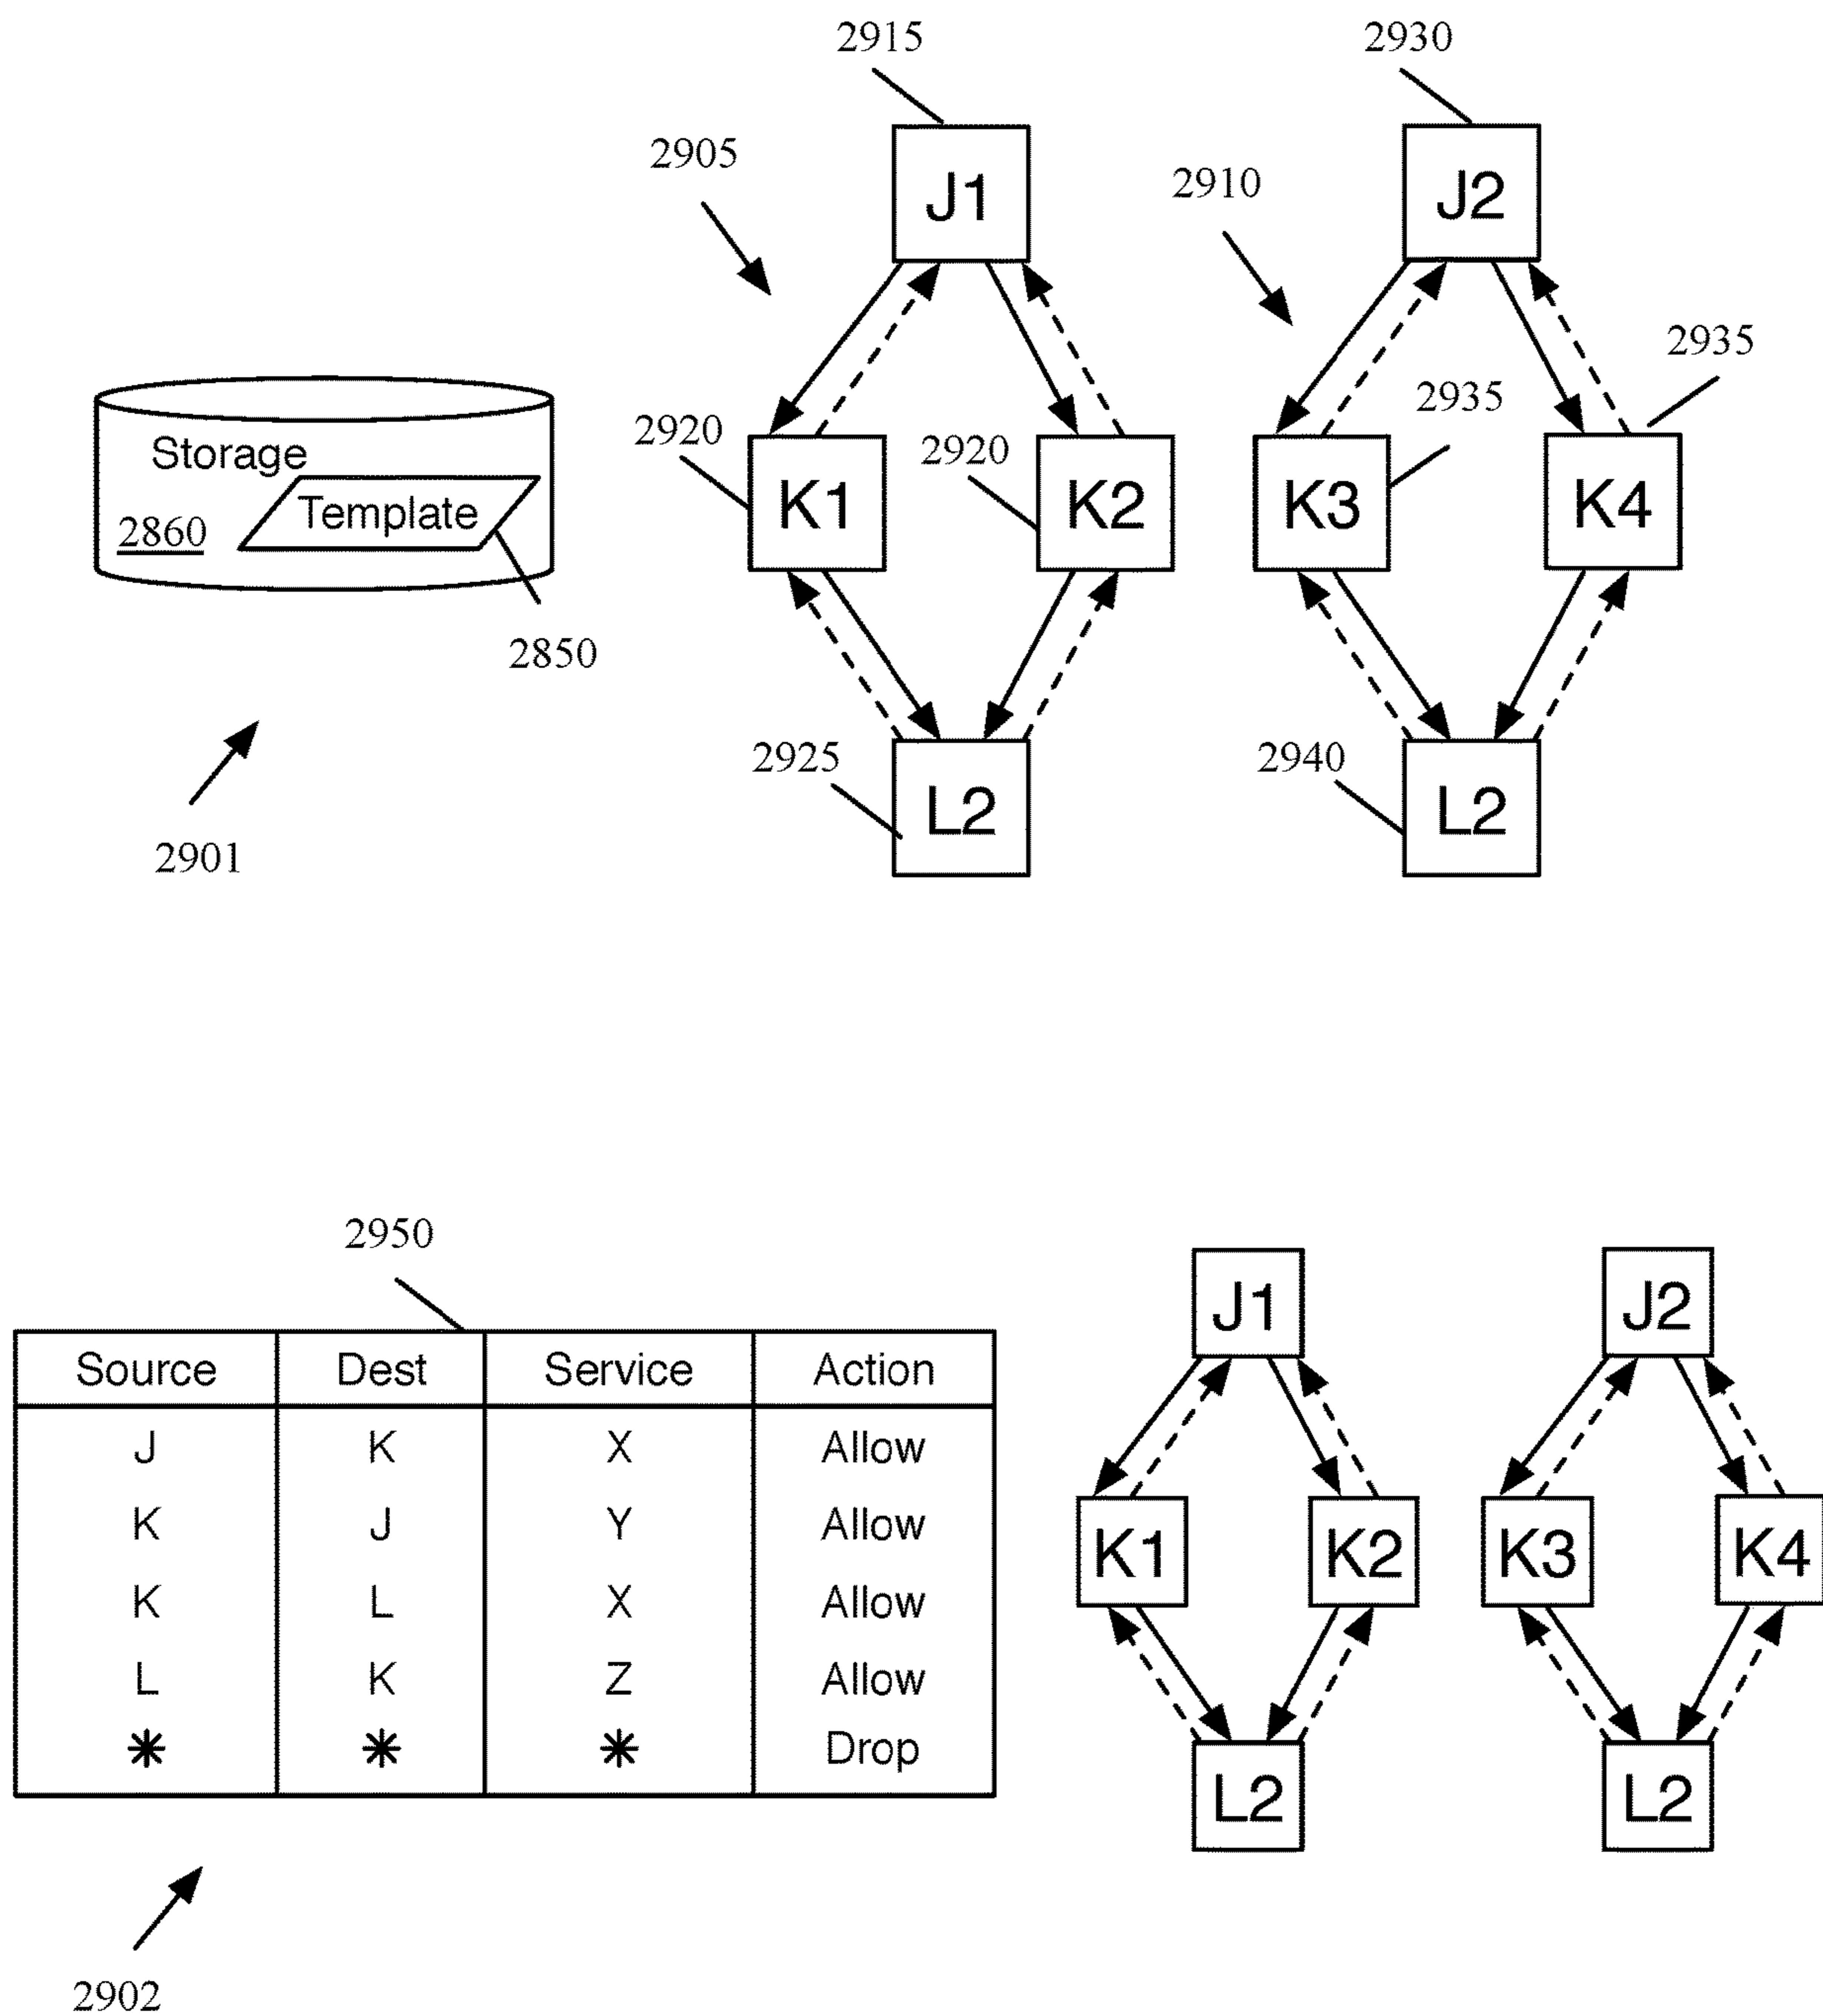 2915
2930
2905
2910
J1
J2
2935
2935
2920
2920
Storage
Template
2860
K1
K2
K3
K4
2850
2925
2940
L2
L2
2901
2950
Source Dest Service Action
J K X Allow
K J Y Allow
K L X Allow
L K Z Allow
* * * Drop
J1
J2
K1
K2
K3
K4
L2
L2
2902